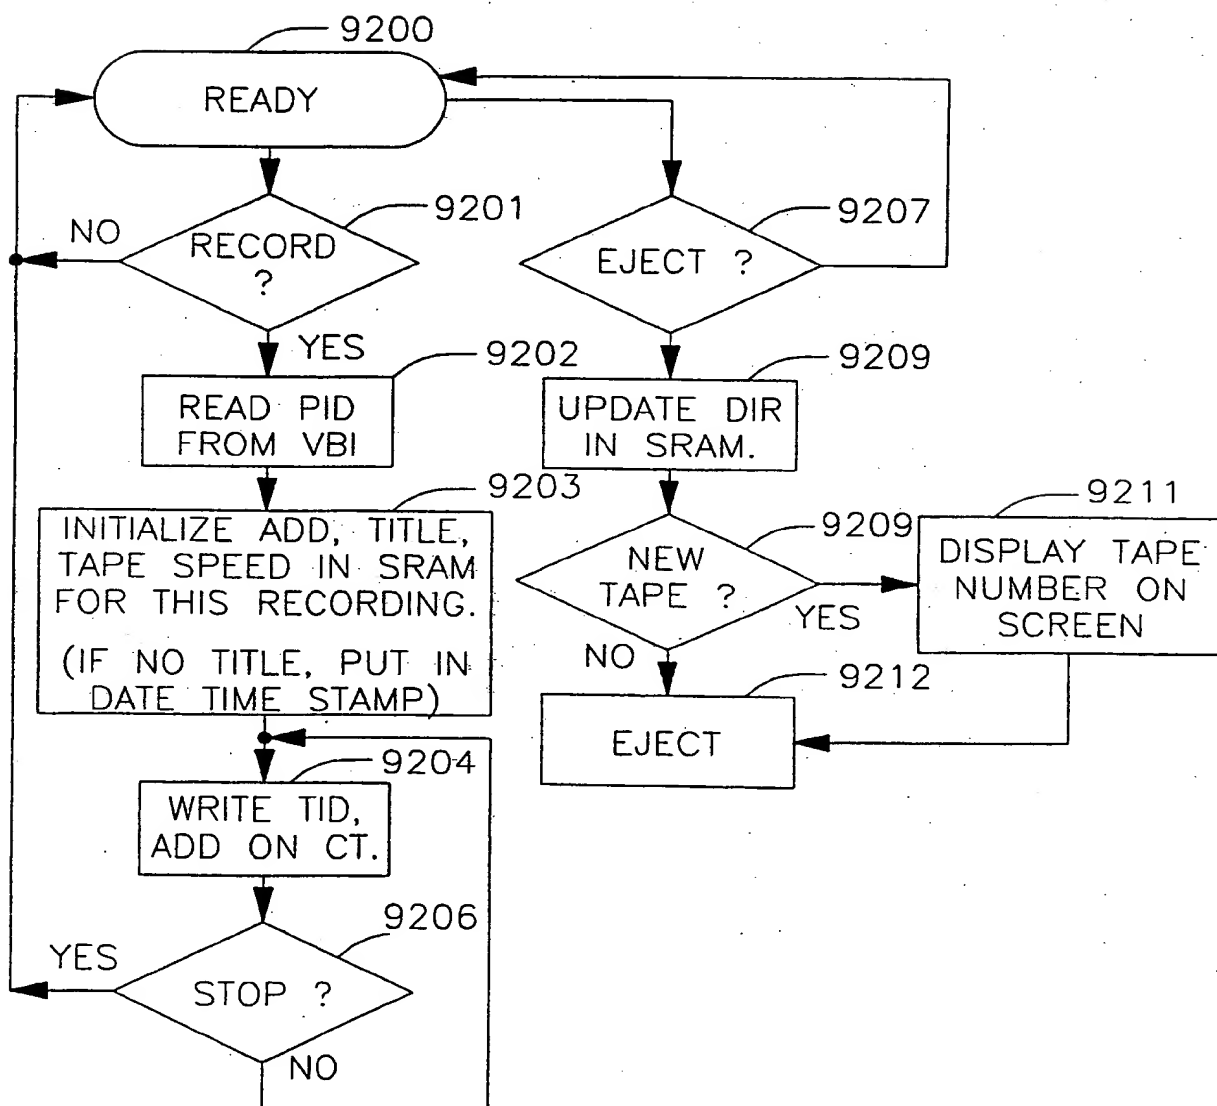 9200
READY
9201
NO
RECORD
?
YES
9202
READ PID
FROM VBI
9203
INITIALIZE ADD, TITLE,
TAPE SPEED IN SRAM
FOR THIS RECORDING.
(IF NO TITLE, PUT IN
DATE TIME STAMP)
9204
WRITE TID,
ADD ON CT.
9206
YES
STOP ?
NO
9207
EJECT ?
9209
UPDATE DIR
IN SRAM.
9209
NEW
TAPE ?
YES
NO
9211
DISPLAY TAPE
NUMBER ON
SCREEN
9212
EJECT